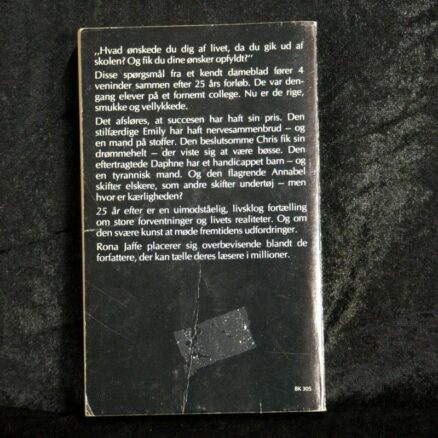 „Hvad ønskede du dig af livet, da du gik ud af
skolen? Og fik du dine ønsker opfyldt?"
Disse spørgsmål fra et kendt dameblad fører 4
veninder sammen efter 25 års forløb. De var den-
gang elever på et fornemt college. Nu er de rige,
smukke og vellykkede.
Det afsløres, at succesen har haft sin pris. Den
stilfærdige Emily har haft nervesammenbrud – og
en mand på stoffer. Den beslutsomme Chris fik sin
drømmehelt – der viste sig at være bøsse. Den
eftertragtede Daphne har et handicappet barn – og
en tyrannisk mand. Og den flagrende Annabel
skifter elskere, som andre skifter undertøj – men
hvor er kærligheden?
25 år efter er en uimodståelig, livsklog fortælling
om store forventninger og livets realiteter. Og om
den svære kunst at møde fremtidens udfordringer.
Rona Jaffe placerer sig overbevisende blandt de
forfattere, der kan tælle deres læsere i millioner.
BK 305